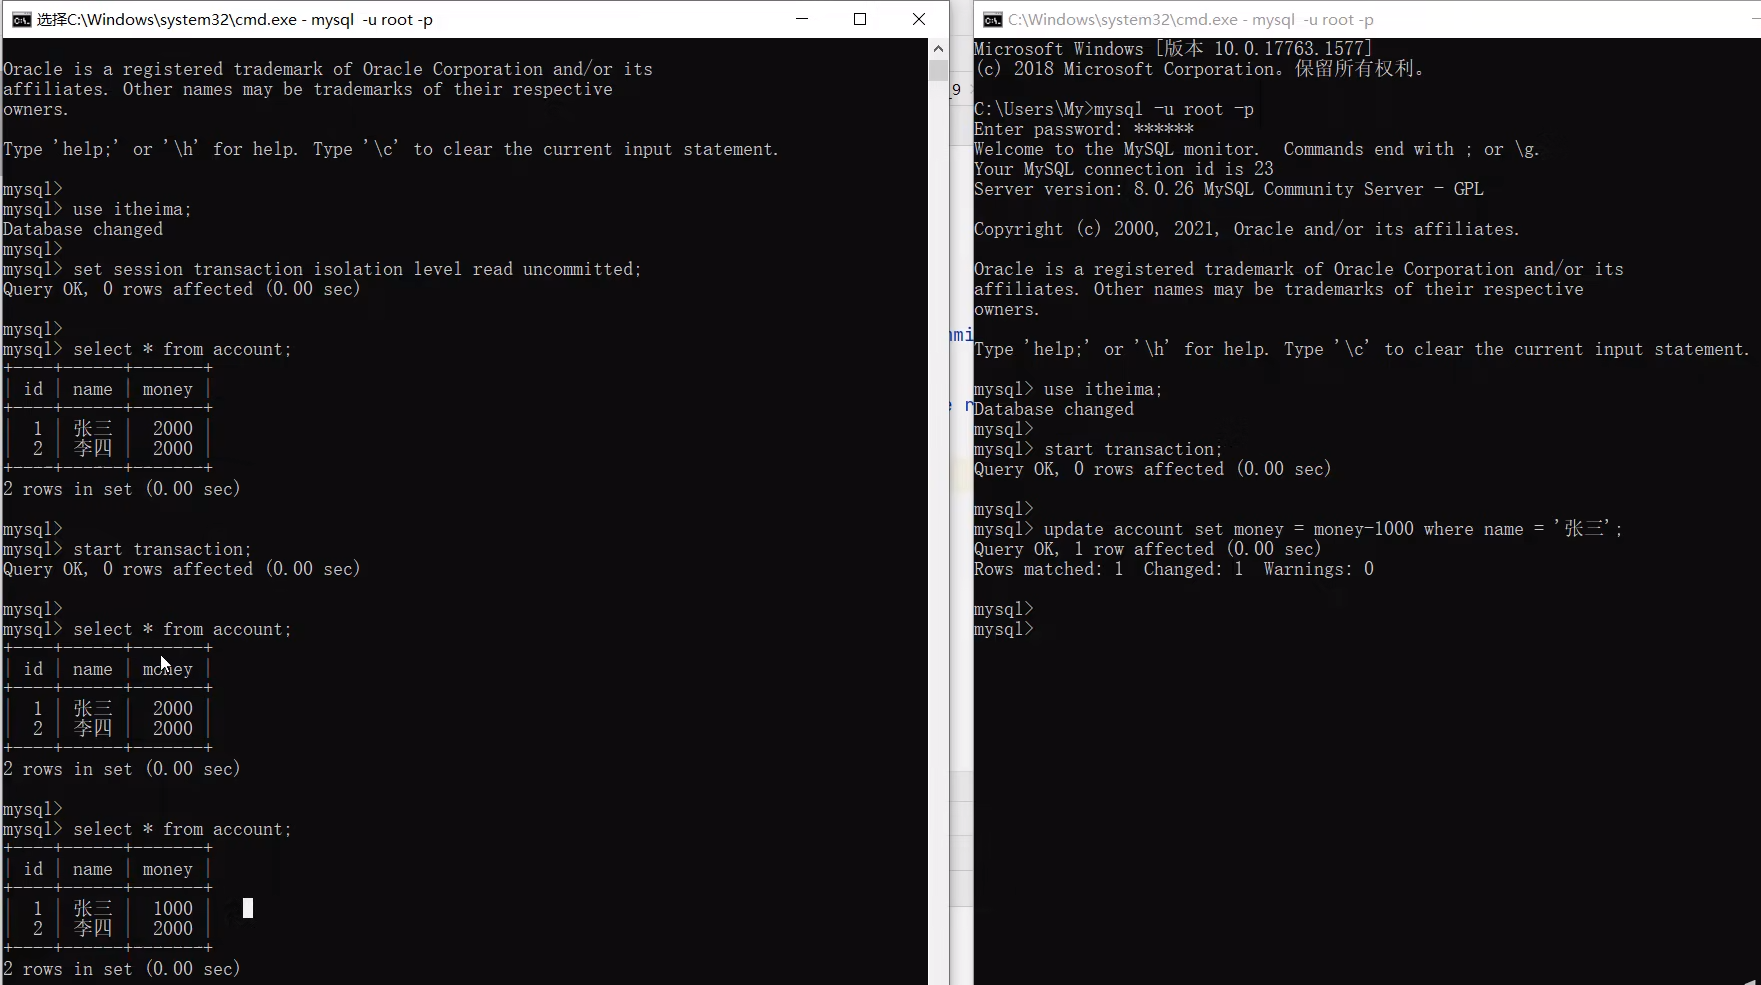 选择C:\Windows\system32\cmd.exe - mysql  -u root -p
Oracle is a registered trademark of Oracle Corporation and/or its
affiliates. Other names may be trademarks of their respective
owners.
Type 'help;' or '\h' for help. Type '\c' to clear the current input statement.
mysql>
mysql> use itheima;
Database changed
mysql>
mysql> set session transaction isolation level read uncommitted;
Query OK, 0 rows affected (0.00 sec)
mysql>
mysql> select * from account;
+----+------+-------+
| id | name | money |
+----+------+-------+
|  1 | 张三 |  2000 |
|  2 | 李四 |  2000 |
+----+------+-------+
2 rows in set (0.00 sec)
mysql>
mysql> start transaction;
Query OK, 0 rows affected (0.00 sec)
mysql>
mysql> select * from account;
+----+------+-------+
| id | name | money |
+----+------+-------+
|  1 | 张三 |  2000 |
|  2 | 李四 |  2000 |
+----+------+-------+
2 rows in set (0.00 sec)
mysql>
mysql> select * from account;
+----+------+-------+
| id | name | money |
+----+------+-------+
|  1 | 张三 |  1000 |
|  2 | 李四 |  2000 |
+----+------+-------+
2 rows in set (0.00 sec)
_9
C:\Windows\system32\cmd.exe - mysql  -u root -p
Microsoft Windows [版本 10.0.17763.1577]
(c) 2018 Microsoft Corporation。保留所有权利。
C:\Users\My>mysql -u root -p
Enter password: ******
Welcome to the MySQL monitor.  Commands end with ; or \g.
Your MySQL connection id is 23
Server version: 8.0.26 MySQL Community Server - GPL
Copyright (c) 2000, 2021, Oracle and/or its affiliates.
Oracle is a registered trademark of Oracle Corporation and/or its
affiliates. Other names may be trademarks of their respective
owners.
Type 'help;' or '\h' for help. Type '\c' to clear the current input statement.
mysql> use itheima;
Database changed
mysql>
mysql> start transaction;
Query OK, 0 rows affected (0.00 sec)
mysql>
mysql> update account set money = money-1000 where name = '张三';
Query OK, 1 row affected (0.00 sec)
Rows matched: 1  Changed: 1  Warnings: 0
mysql>
mysql>